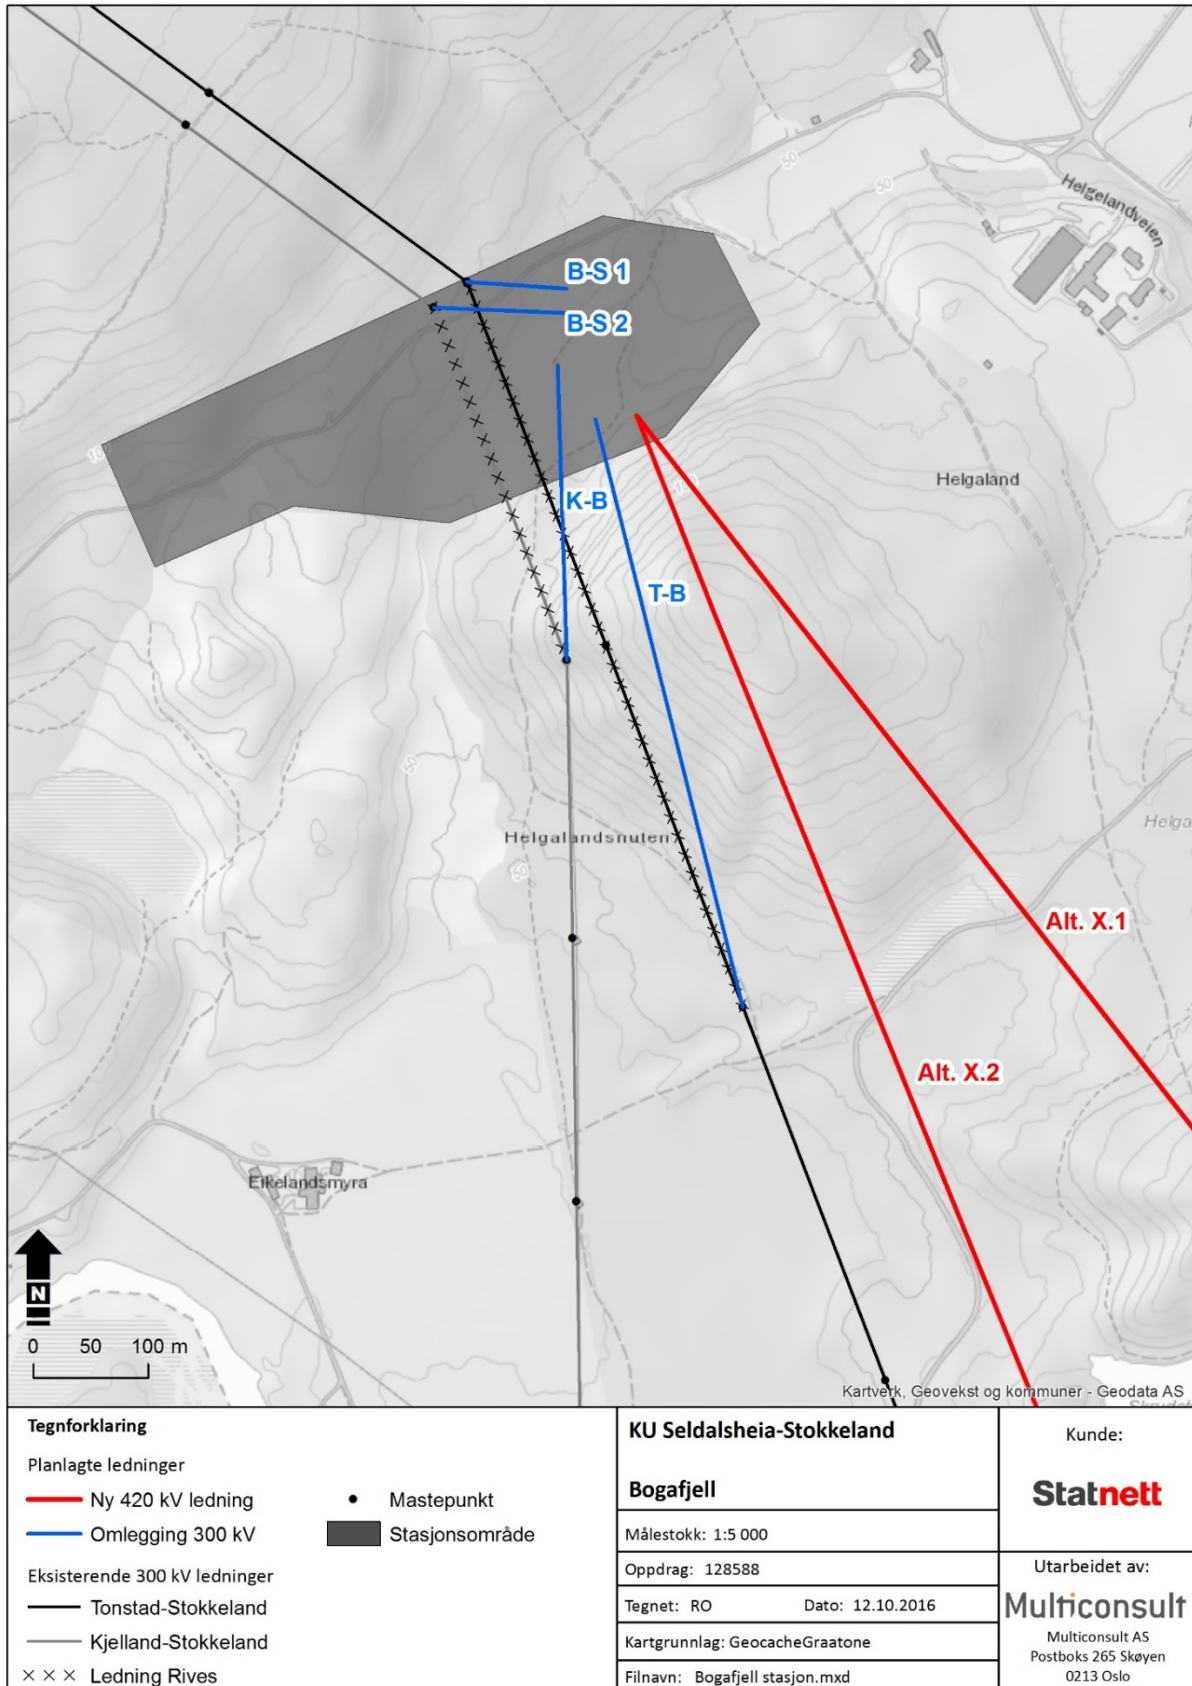 50
50
Helgelandveien
B-S 1
B-S 2
100
Helgaland
K-B
T-B
50
Helgalandsnuten
Helga
50
Alt. X.1
Alt. X.2
Eikelandsmyra
N
0 50 100 m
Kartverk, Geovekst og kommuner - Geodata AS
Tegnforklaring
Planlagte ledninger
Ny 420 kV ledning
Omlegging 300 kV
Eksisterende 300 kV ledninger
Tonstad-Stokkeland
Kjelland-Stokkeland
× × × Ledning Rives
Mastepunkt
Stasjonsområde
KU Seldalsheia-Stokkeland
Bogafjell
Målestokk: 1:5 000
Oppdrag: 128588
Tegnet: RO Dato: 12.10.2016
Kartgrunnlag: GeocacheGraatone
Filnavn: Bogafjell stasjon.mxd
Kunde:
Statnett
Utarbeidet av:
Multiconsult
Multiconsult AS
Postboks 265 Skøyen
0213 Oslo